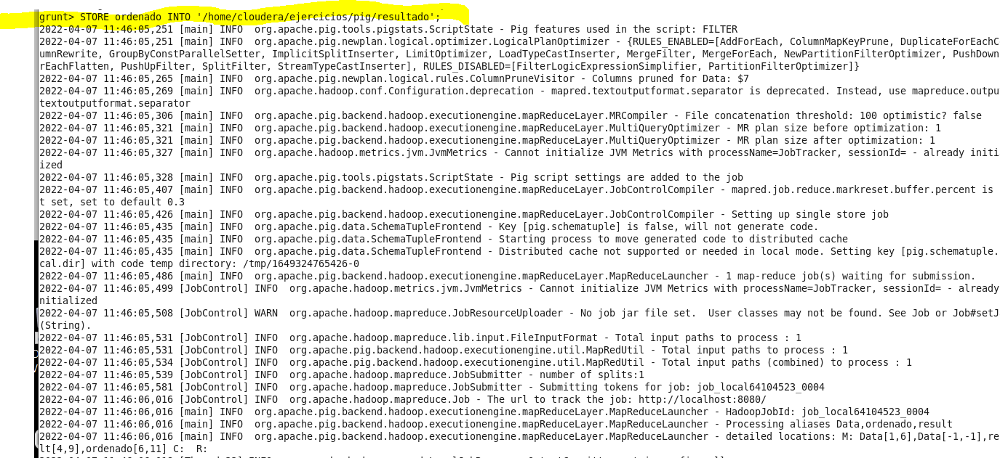 grunt> STORE ordenado INTO '/home/cloudera/ejercicios/pig/resultado';
2022-04-07 11:46:05,251 [main] INFO  org.apache.pig.tools.pigstats.ScriptState - Pig features used in the script: FILTER
2022-04-07 11:46:05,251 [main] INFO  org.apache.pig.newplan.logical.optimizer.LogicalPlanOptimizer - {RULES_ENABLED=[AddForEach, ColumnMapKeyPrune, DuplicateForEachC
umnRewrite, GroupByConstParallelSetter, ImplicitSplitInserter, LimitOptimizer, LoadTypeCastInserter, MergeFilter, MergeForEach, NewPartitionFilterOptimizer, PushDown
rEachFlatten, PushUpFilter, SplitFilter, StreamTypeCastInserter], RULES_DISABLED=[FilterLogicExpressionSimplifier, PartitionFilterOptimizer]}
2022-04-07 11:46:05,265 [main] INFO  org.apache.pig.newplan.logical.rules.ColumnPruneVisitor - Columns pruned for Data: $7
2022-04-07 11:46:05,269 [main] INFO  org.apache.hadoop.conf.Configuration.deprecation - mapred.textoutputformat.separator is deprecated. Instead, use mapreduce.outpu
textoutputformat.separator
2022-04-07 11:46:05,306 [main] INFO  org.apache.pig.backend.hadoop.executionengine.mapReduceLayer.MRCompiler - File concatenation threshold: 100 optimistic? false
2022-04-07 11:46:05,321 [main] INFO  org.apache.pig.backend.hadoop.executionengine.mapReduceLayer.MultiQueryOptimizer - MR plan size before optimization: 1
2022-04-07 11:46:05,321 [main] INFO  org.apache.pig.backend.hadoop.executionengine.mapReduceLayer.MultiQueryOptimizer - MR plan size after optimization: 1
2022-04-07 11:46:05,327 [main] INFO  org.apache.hadoop.metrics.jvm.JvmMetrics - Cannot initialize JVM Metrics with processName=JobTracker, sessionId= - already initi
ized
2022-04-07 11:46:05,328 [main] INFO  org.apache.pig.tools.pigstats.ScriptState - Pig script settings are added to the job
2022-04-07 11:46:05,407 [main] INFO  org.apache.pig.backend.hadoop.executionengine.mapReduceLayer.JobControlCompiler - mapred.job.reduce.markreset.buffer.percent is
t set, set to default 0.3
2022-04-07 11:46:05,426 [main] INFO  org.apache.pig.backend.hadoop.executionengine.mapReduceLayer.JobControlCompiler - Setting up single store job
2022-04-07 11:46:05,435 [main] INFO  org.apache.pig.data.SchemaTupleFrontend - Key [pig.schematuple] is false, will not generate code.
2022-04-07 11:46:05,435 [main] INFO  org.apache.pig.data.SchemaTupleFrontend - Starting process to move generated code to distributed cache
2022-04-07 11:46:05,435 [main] INFO  org.apache.pig.data.SchemaTupleFrontend - Distributed cache not supported or needed in local mode. Setting key [pig.schematuple.
cal.dir] with code temp directory: /tmp/1649324765426-0
2022-04-07 11:46:05,486 [main] INFO  org.apache.pig.backend.hadoop.executionengine.mapReduceLayer.MapReduceLauncher - 1 map-reduce job(s) waiting for submission.
2022-04-07 11:46:05,499 [JobControl] INFO  org.apache.hadoop.metrics.jvm.JvmMetrics - Cannot initialize JVM Metrics with processName=JobTracker, sessionId= - already
nitialized
2022-04-07 11:46:05,508 [JobControl] WARN  org.apache.hadoop.mapreduce.JobResourceUploader - No job jar file set.  User classes may not be found. See Job or Job#setJ
(String).
2022-04-07 11:46:05,531 [JobControl] INFO  org.apache.hadoop.mapreduce.lib.input.FileInputFormat - Total input paths to process : 1
2022-04-07 11:46:05,531 [JobControl] INFO  org.apache.pig.backend.hadoop.executionengine.util.MapRedUtil - Total input paths to process : 1
2022-04-07 11:46:05,534 [JobControl] INFO  org.apache.pig.backend.hadoop.executionengine.util.MapRedUtil - Total input paths (combined) to process : 1
2022-04-07 11:46:05,539 [JobControl] INFO  org.apache.hadoop.mapreduce.JobSubmitter - number of splits:1
2022-04-07 11:46:05,581 [JobControl] INFO  org.apache.hadoop.mapreduce.JobSubmitter - Submitting tokens for job: job_local64104523_0004
2022-04-07 11:46:06,016 [JobControl] INFO  org.apache.hadoop.mapreduce.Job - The url to track the job: http://localhost:8080/
2022-04-07 11:46:06,016 [main] INFO  org.apache.pig.backend.hadoop.executionengine.mapReduceLayer.MapReduceLauncher - HadoopJobId: job_local64104523_0004
2022-04-07 11:46:06,016 [main] INFO  org.apache.pig.backend.hadoop.executionengine.mapReduceLayer.MapReduceLauncher - Processing aliases Data,ordenado,result
2022-04-07 11:46:06,016 [main] INFO  org.apache.pig.backend.hadoop.executionengine.mapReduceLayer.MapReduceLauncher - detailed locations: M: Data[1,6],Data[-1,-1],re
lt[4,9],ordenado[6,11] C:  R: